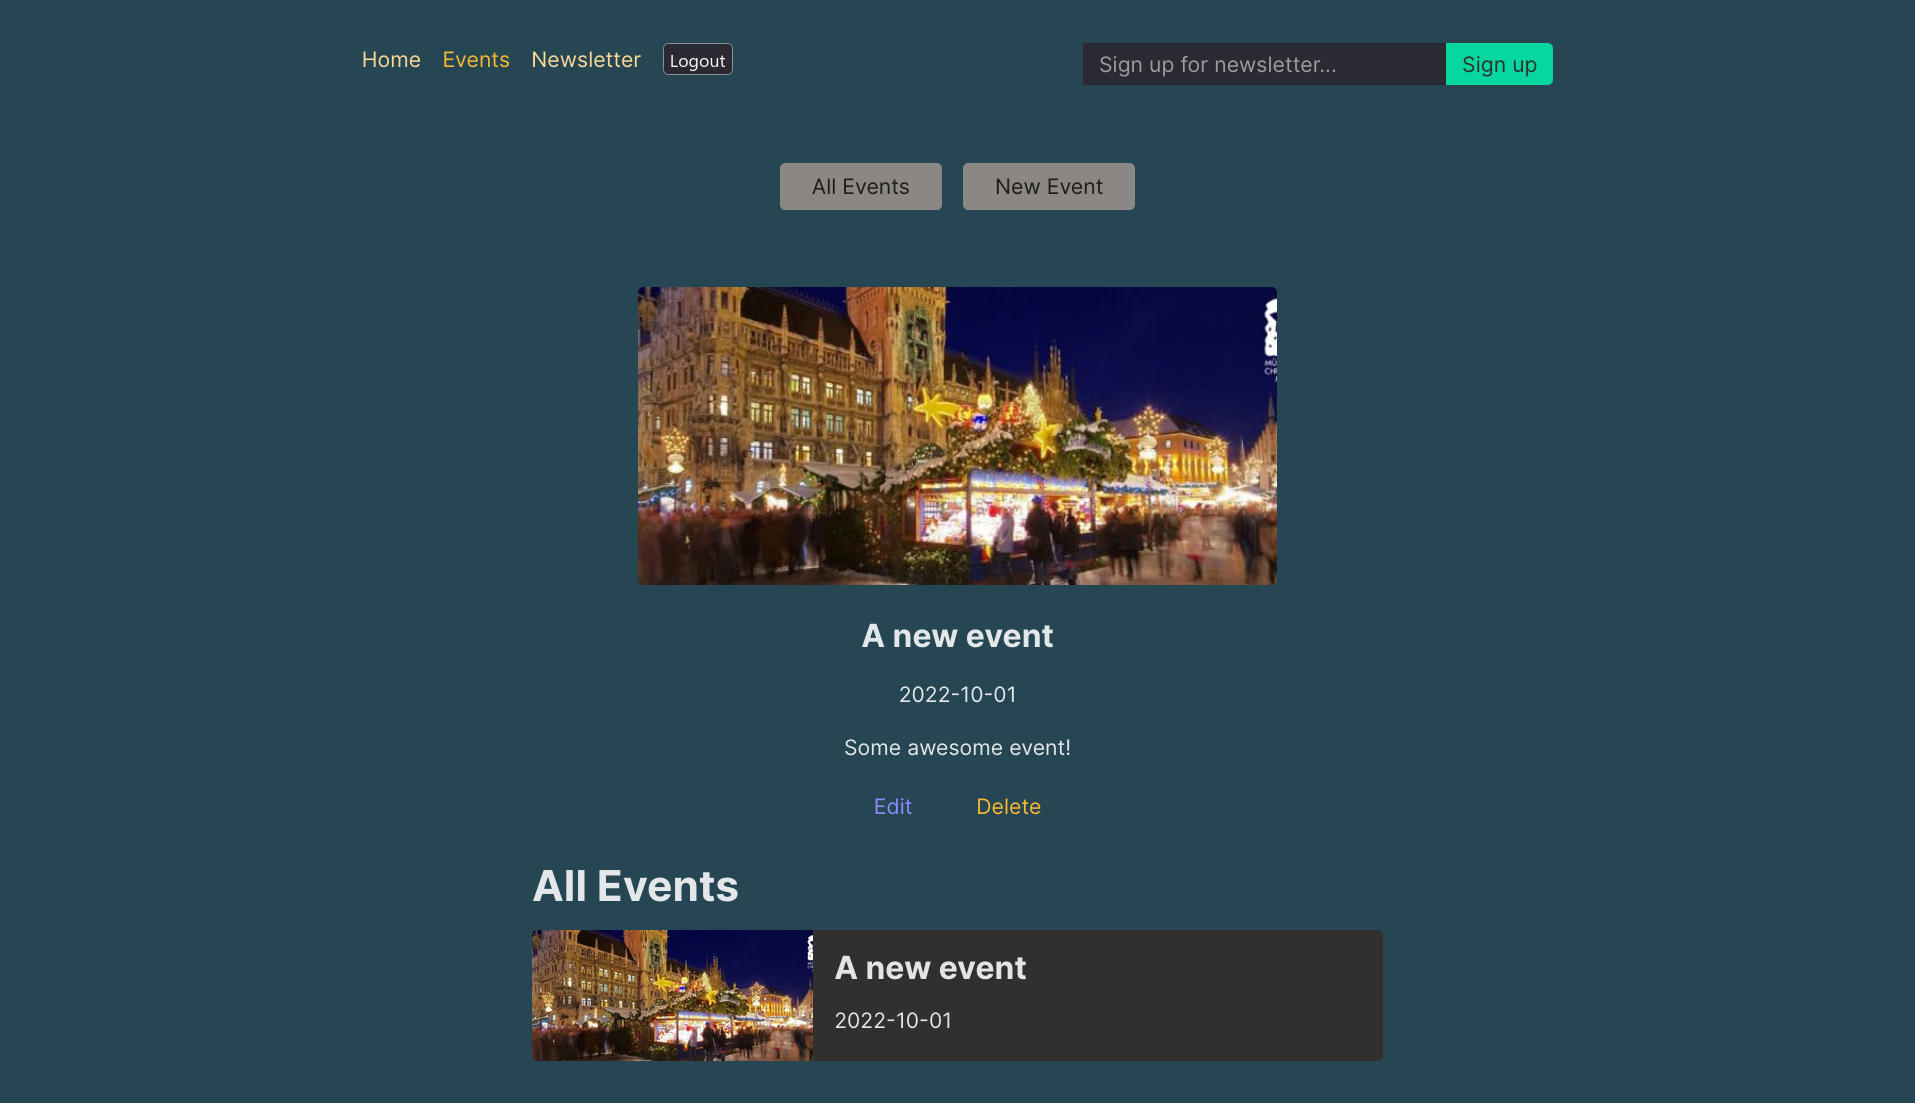 Home Events Newsletter Logout
Sign up for newsletter... Sign up
All Events New Event
A new event
2022-10-01
Some awesome event!
Edit Delete
All Events
A new event
2022-10-01